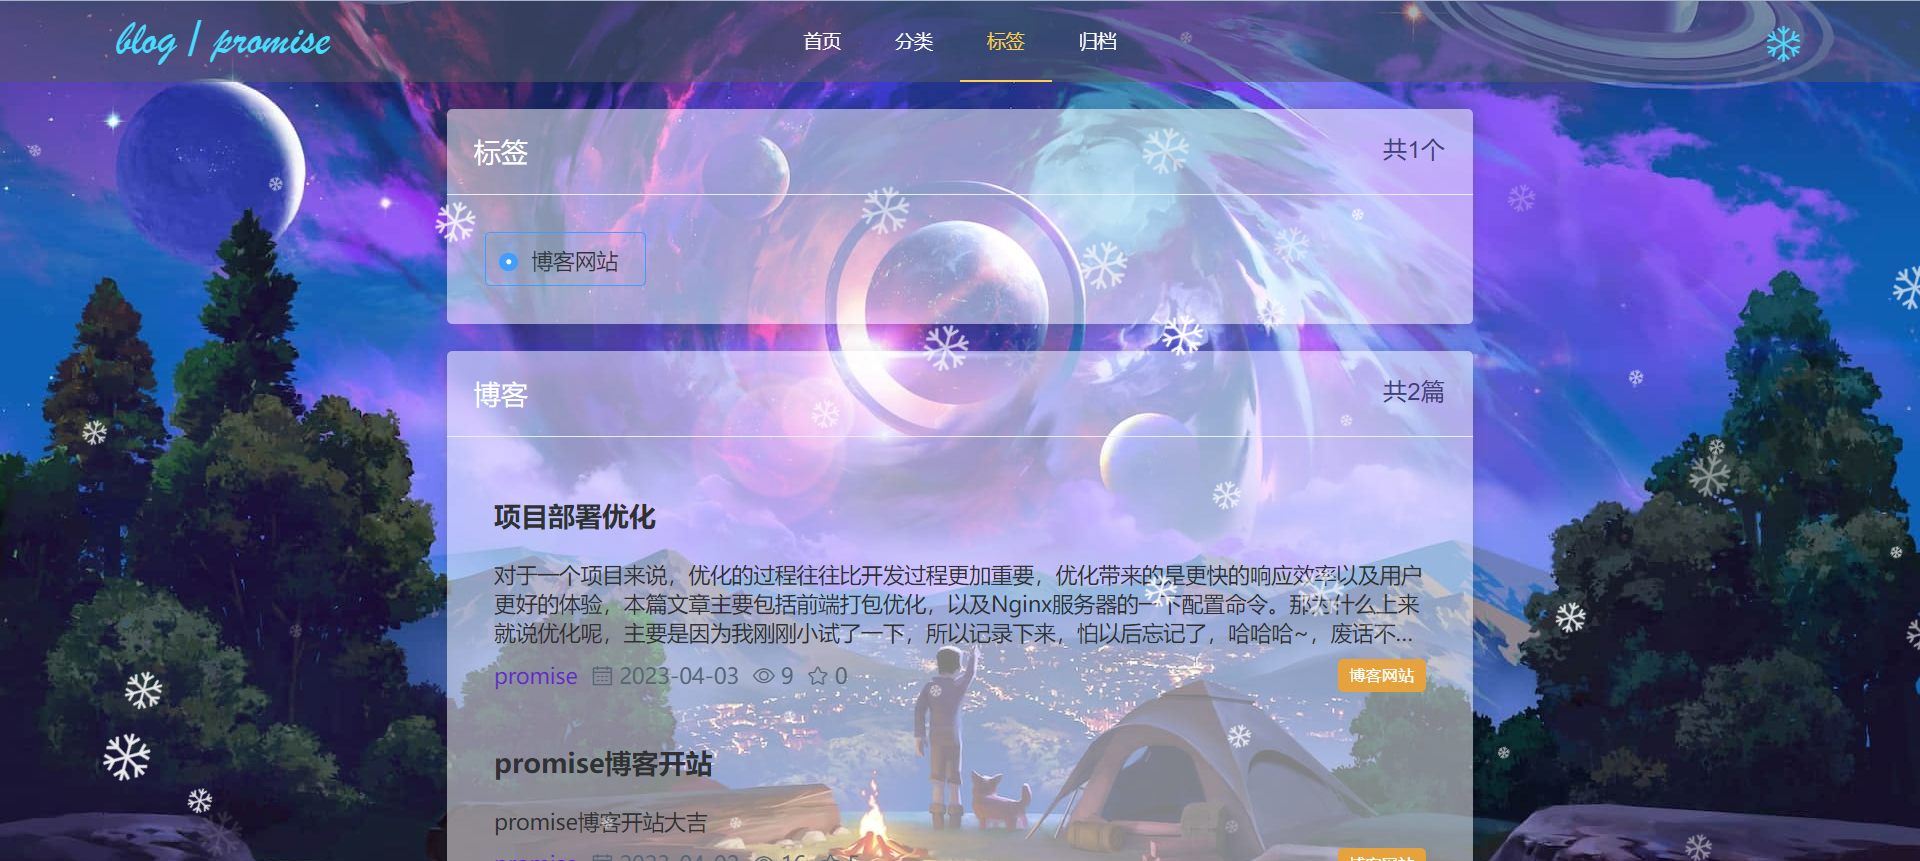 blog | promise
首页 分类 标签 归档
标签 共1个
博客网站
博客 共2篇
项目部署优化
对于一个项目来说，优化的过程往往比开发过程更加重要，优化带来的是更快的响应效率以及用户
更好的体验，本篇文章主要包括前端打包优化，以及Nginx服务器的一下配置命令。那为什么上来
就说优化呢，主要是因为我刚刚小试了一下，所以记录下来，怕以后忘记了，哈哈哈~，废话不...
promise 2023-04-03 9 0 博客网站
promise博客开站
promise博客开站大吉